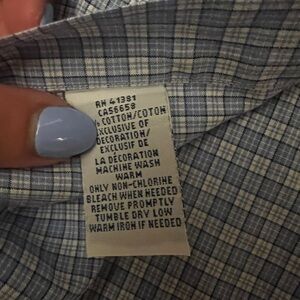 RN 41381
CA56658
% COTTON/COTON
EXCLUSIVE OF
DECORATION/
EXCLUSIF DE
LA DÉCORATION
MACHINE WASH
WARM
ONLY NON-CHLORINE
BLEACH WHEN NEEDED
REMOVE PROMPTLY
TUMBLE DRY LOW
WARM IRON IF NEEDED